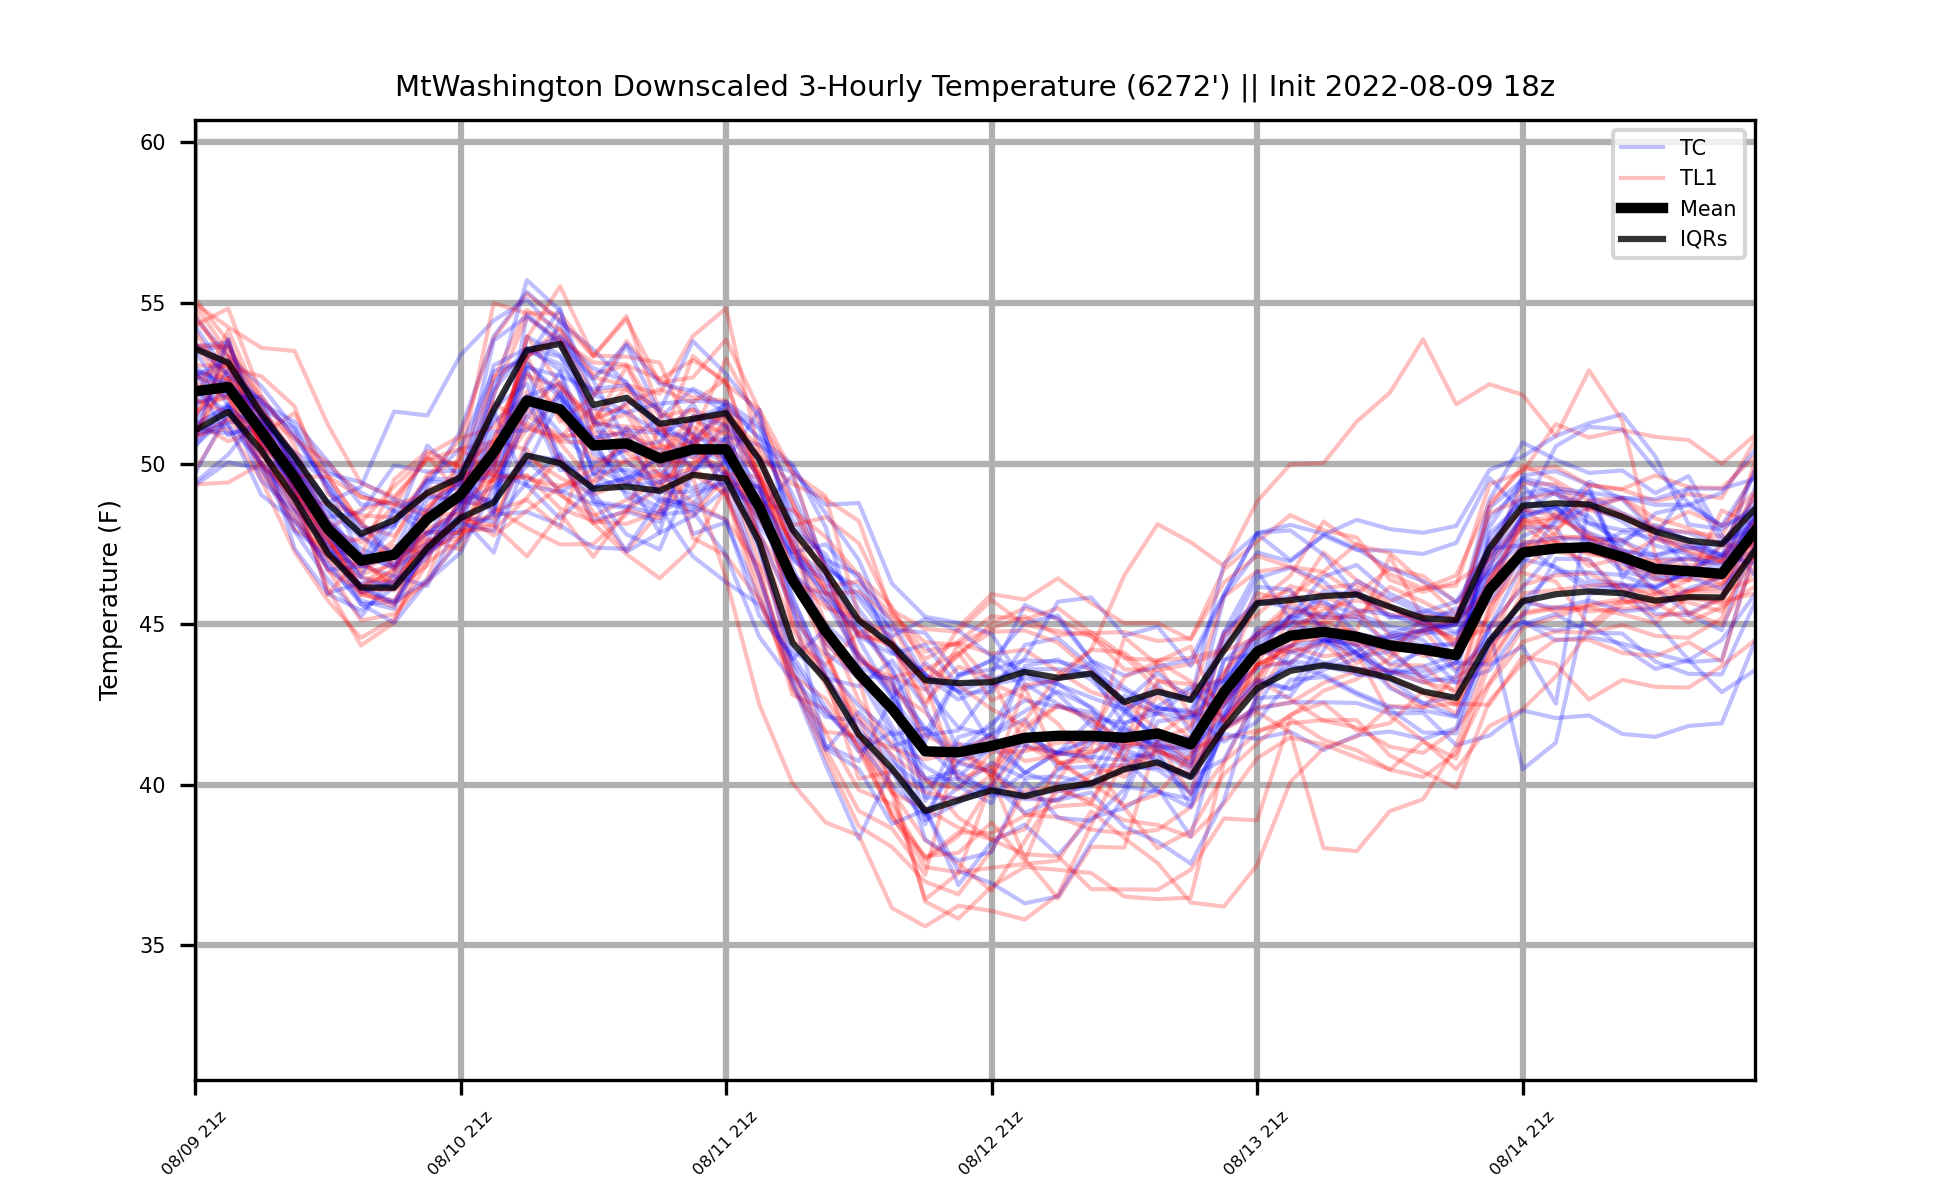 MtWashington Downscaled 3-Hourly Temperature (6272') || Init 2022-08-09 18z
TC
TL1
Mean
IQRs
Temperature (F)
60
55
50
45
40
35
08/09 21z
08/10 21z
08/11 21z
08/12 21z
08/13 21z
08/14 21z